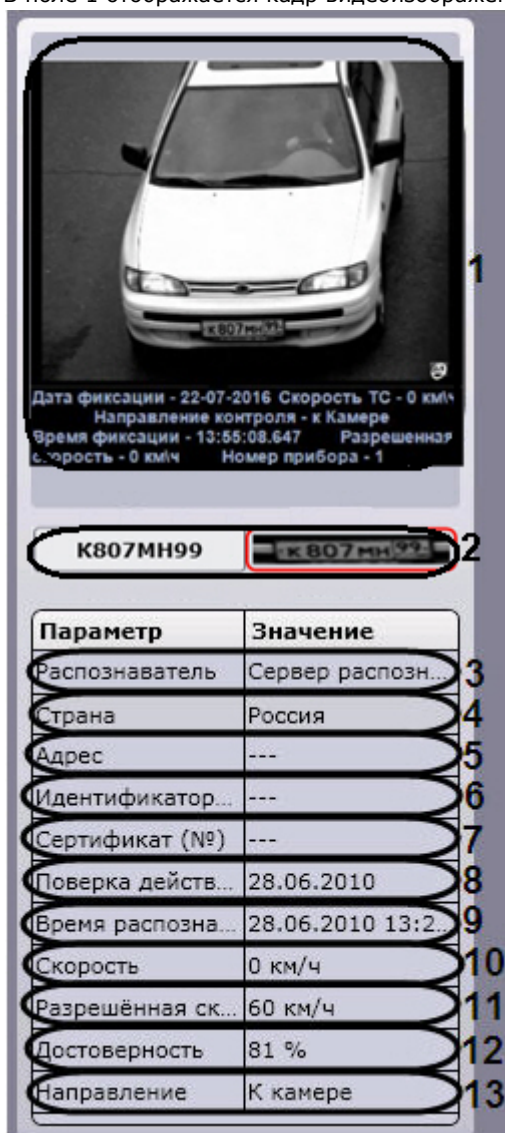 В поле 1 отображается кадр видеоизображен
к807мн99
Дата фиксации - 22-07-2016 Скорость ТС - 0 км\ч
Направление контроля - к Камере
Время фиксации - 13:55:08.647 Разрешенная
скорость - 0 км\ч Номер прибора - 1
1
К807МН99 к807мн99 2
Параметр Значение
Распознаватель Сервер распозн... 3
Страна Россия 4
Адрес --- 5
Идентификатор... --- 6
Сертификат (№) --- 7
Поверка действ... 28.06.2010 8
Время распозна... 28.06.2010 13:2... 9
Скорость 0 км/ч 10
Разрешённая ск... 60 км/ч 11
Достоверность 81 % 12
Направление К камере 13